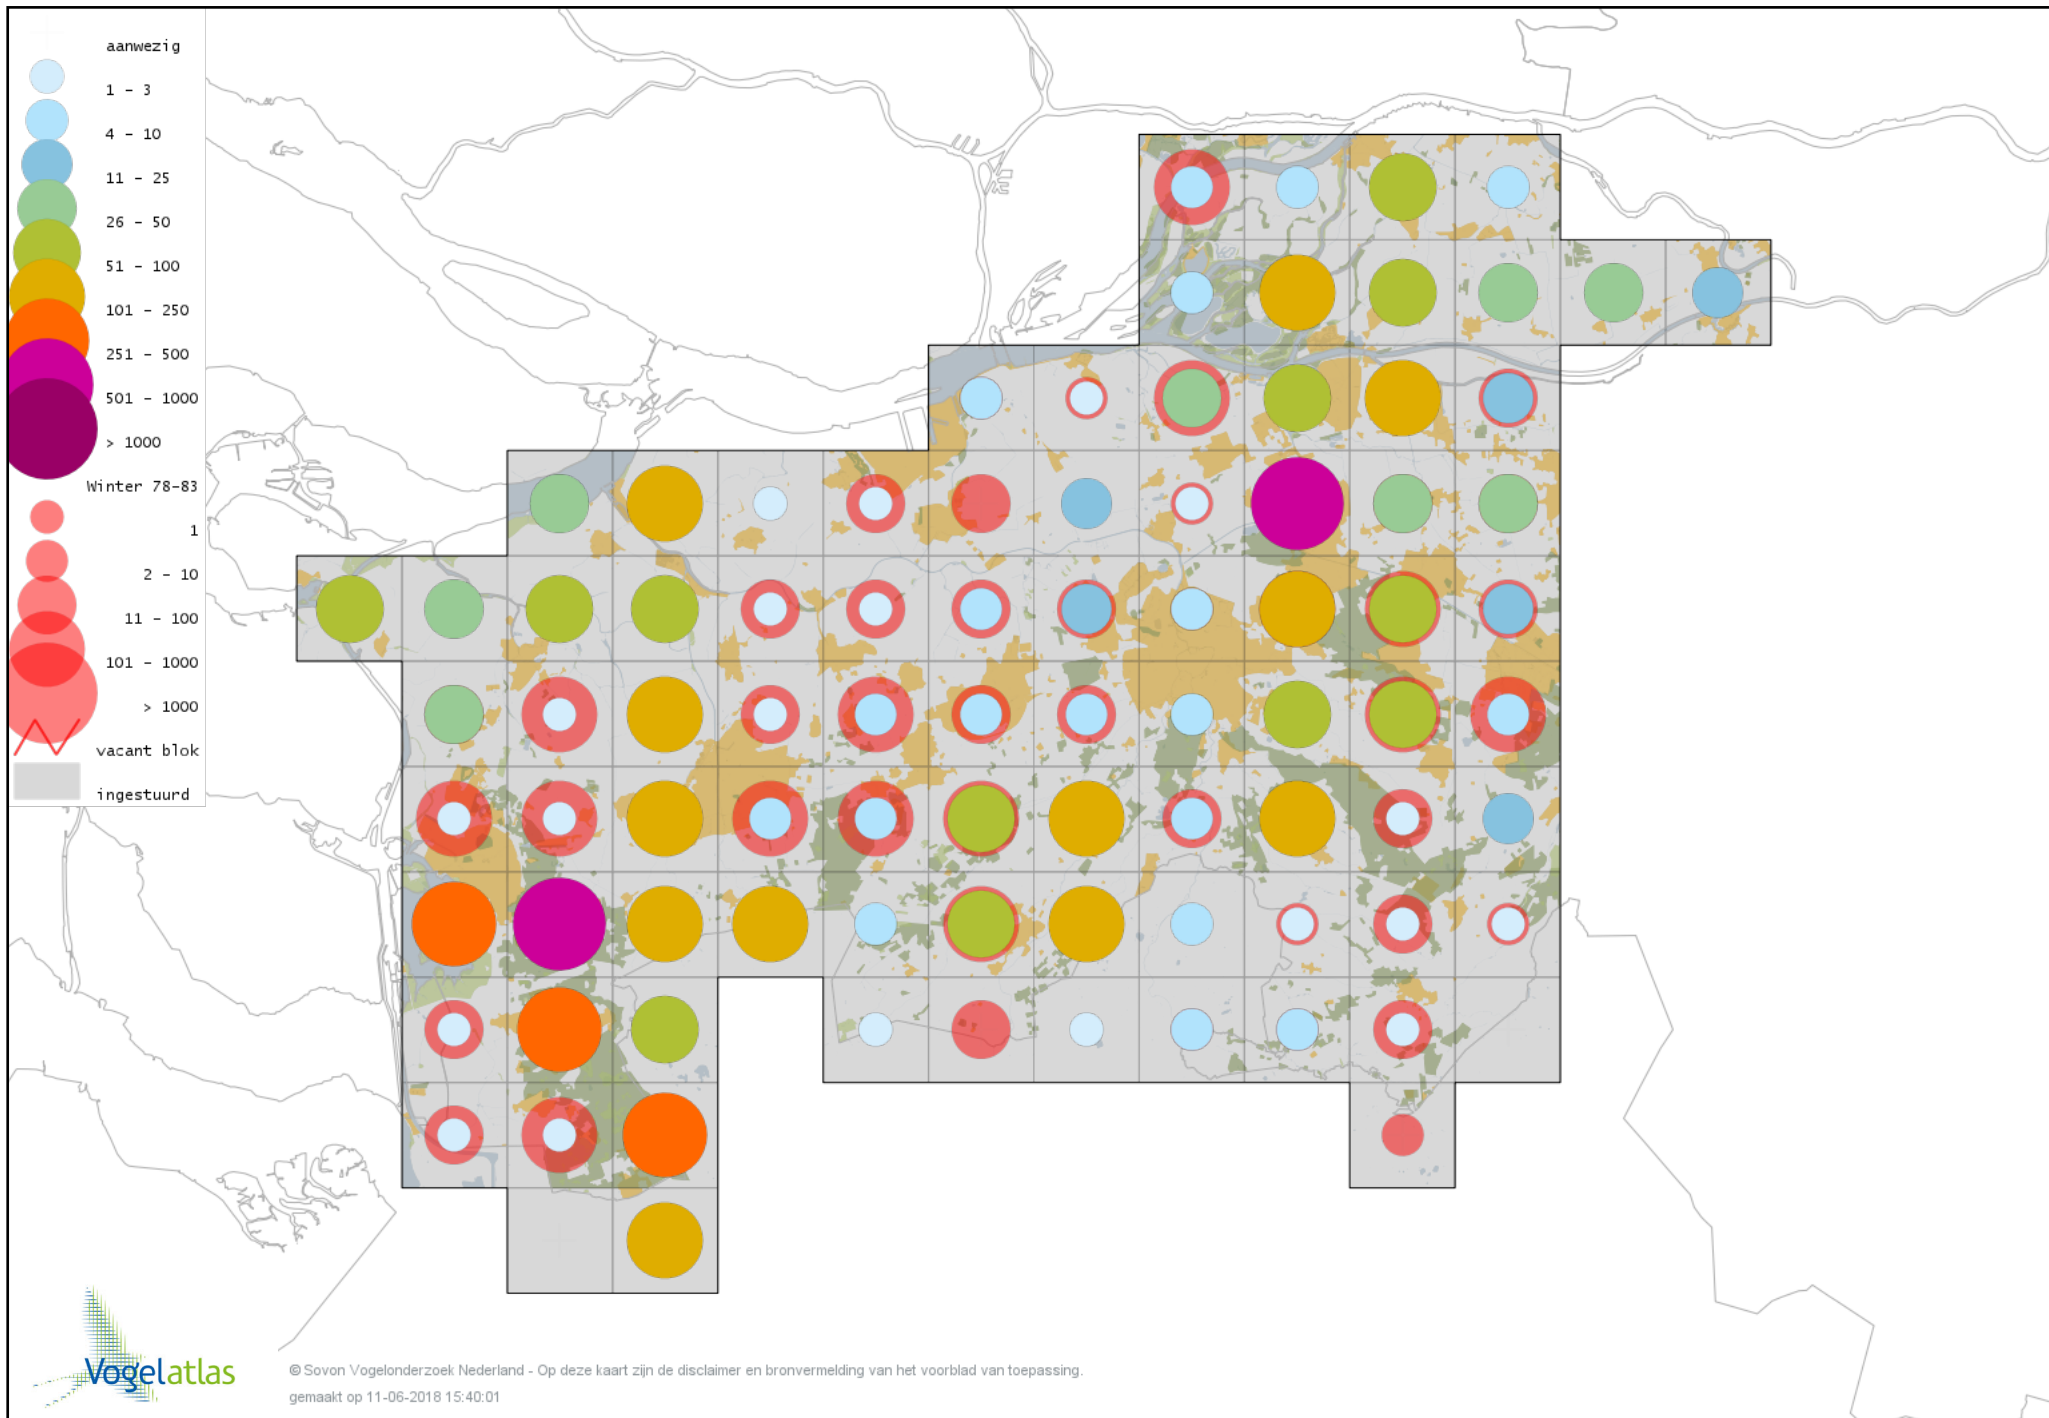 aanwezig
1 - 3
4 - 10
11 - 25
26 - 50
51 - 100
101 - 250
251 - 500
501 - 1000
> 1000
Winter 78-83
1
2 - 10
11 - 100
101 - 1000
> 1000
vacant blok
ingestuurd
Vogelatlas
© Sovon Vogelonderzoek Nederland - Op deze kaart zijn de disclaimer en bronvermelding van het voorblad van toepassing.
gemaakt op 11-06-2018 15:40:01